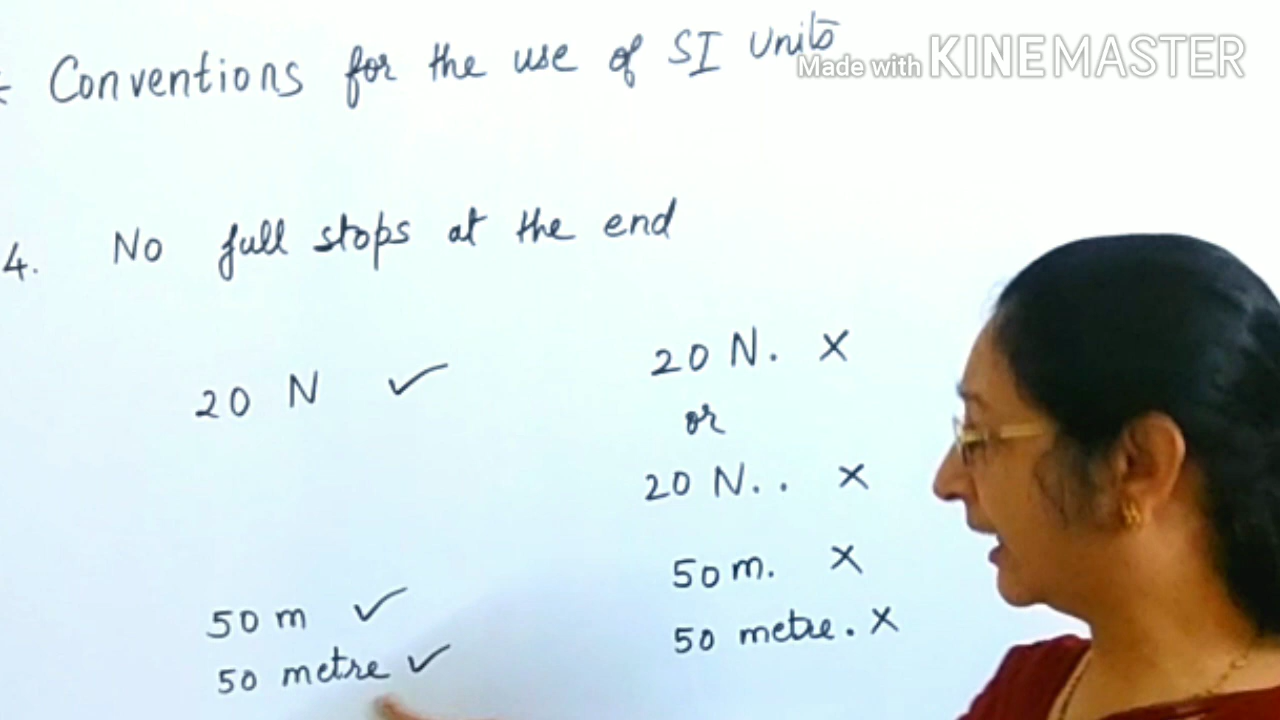 Conventions for the use of SI Units
Made with KINEMASTER
4. No full stops at the end
20 N ✓
20 N. ×
or
20 N. . ×
50 m. ×
50 m ✓
50 metre. ×
50 metre ✓